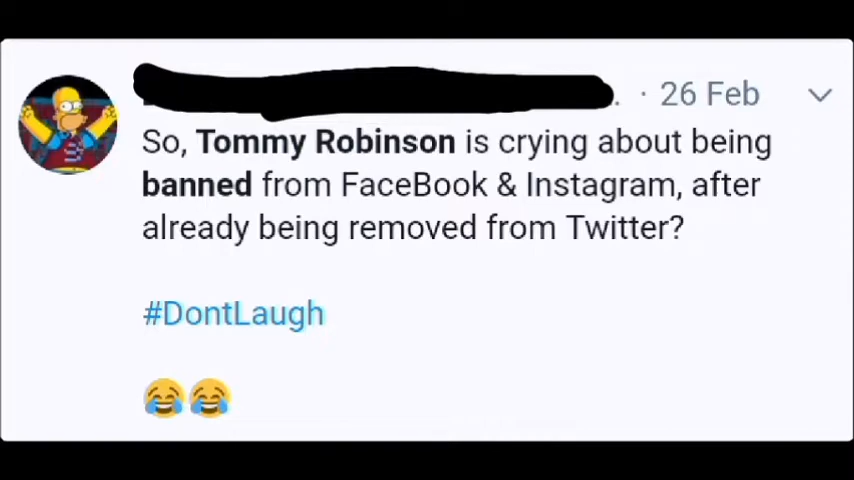 . · 26 Feb
So, Tommy Robinson is crying about being
banned from FaceBook & Instagram, after
already being removed from Twitter?
#DontLaugh
😂😂